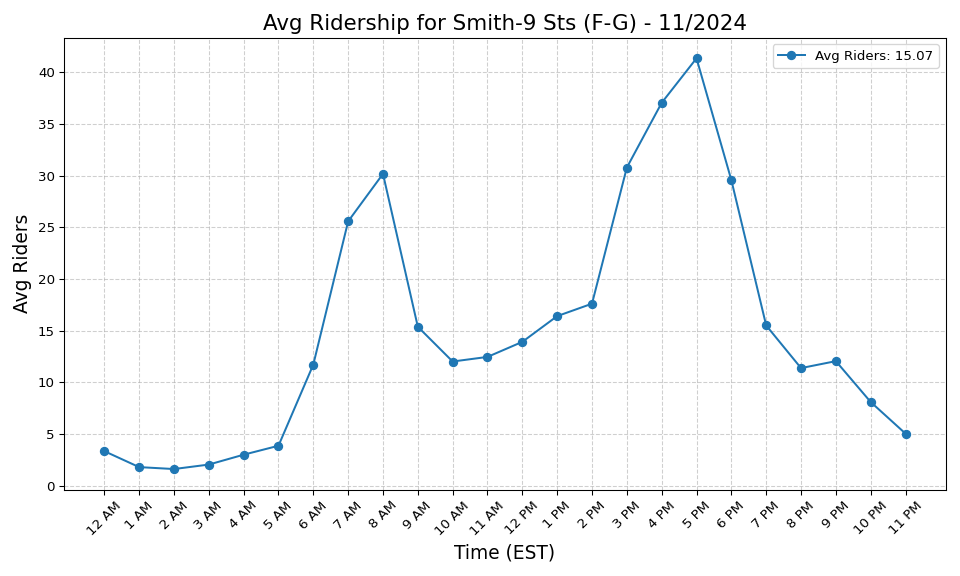 Avg Ridership for Smith-9 Sts (F-G) - 11/2024
Avg Riders: 15.07
Avg Riders
40
35
30
25
20
15
10
5
0
12 AM
1 AM
2 AM
3 AM
4 AM
5 AM
6 AM
7 AM
8 AM
9 AM
10 AM
11 AM
12 PM
1 PM
2 PM
3 PM
4 PM
5 PM
6 PM
7 PM
8 PM
9 PM
10 PM
11 PM
Time (EST)